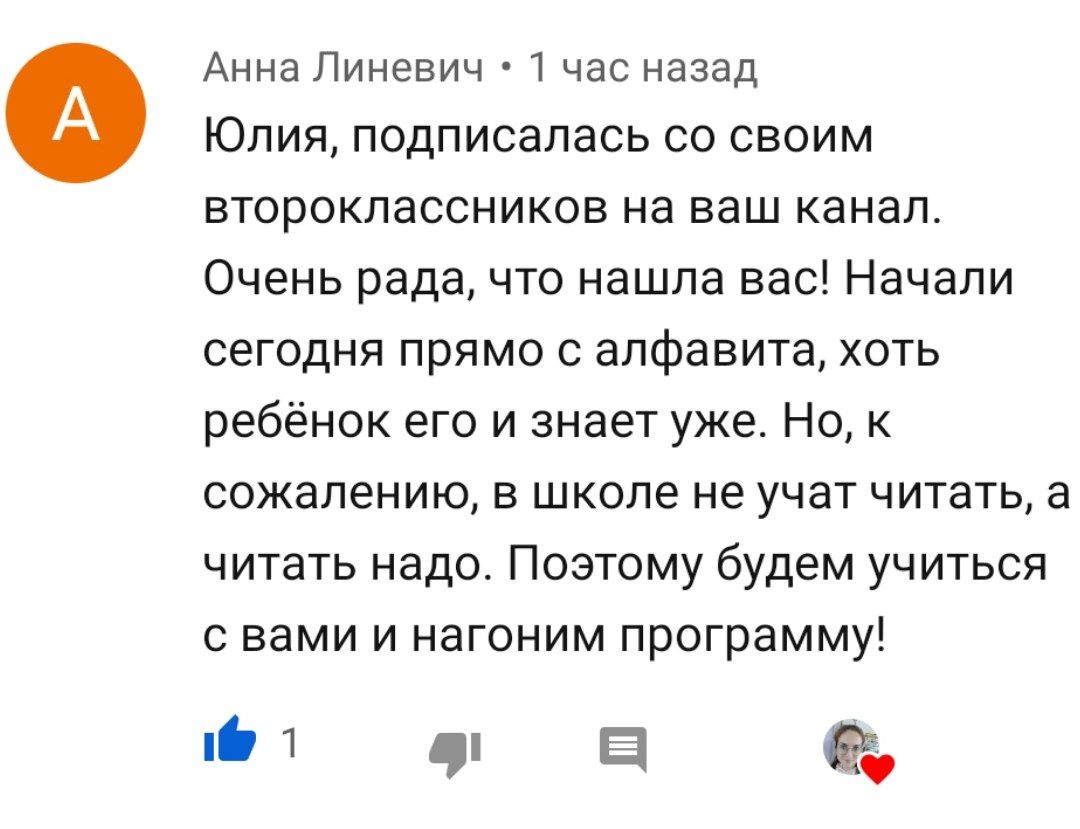 А
Анна Линевич • 1 час назад
Юлия, подписалась со своим
второклассников на ваш канал.
Очень рада, что нашла вас! Начали
сегодня прямо с алфавита, хоть
ребёнок его и знает уже. Но, к
сожалению, в школе не учат читать, а
читать надо. Поэтому будем учиться
с вами и нагоним программу!
1